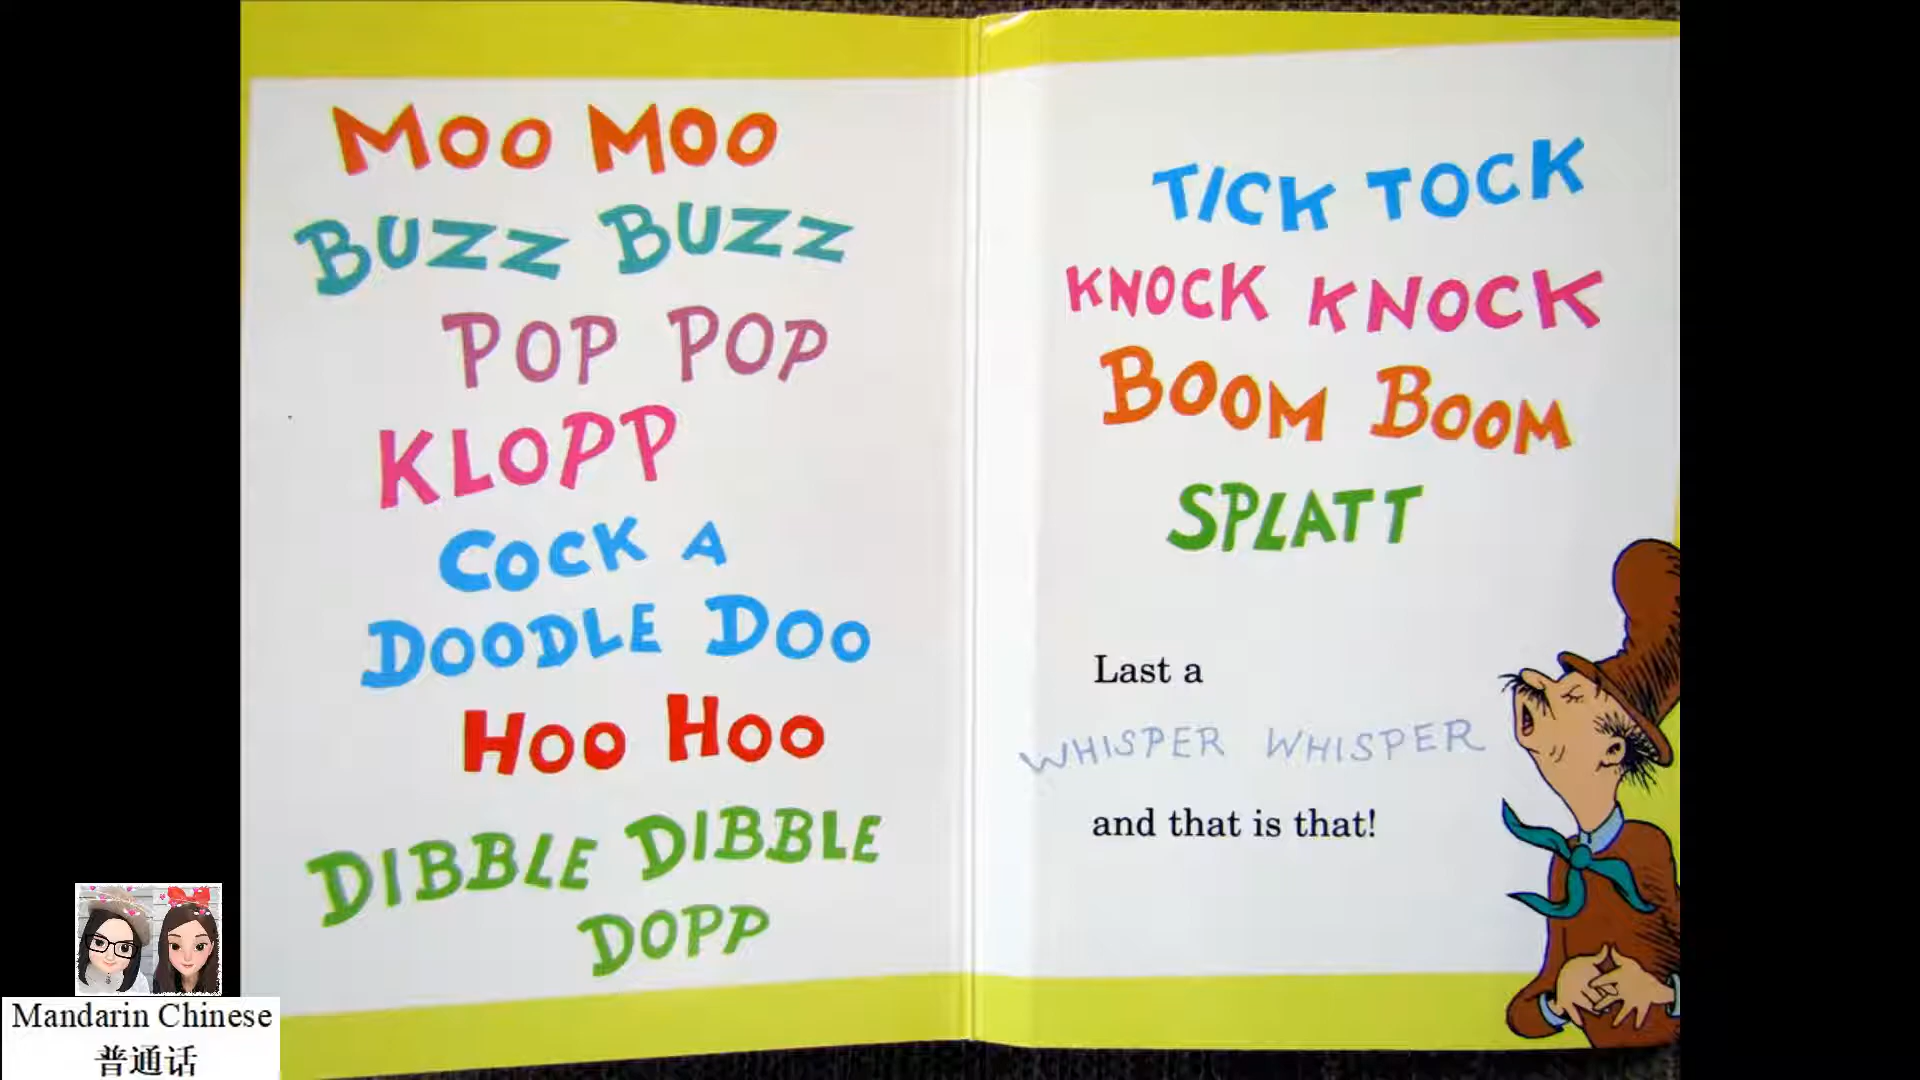 MOO MOO
BUZZ BUZZ
POP POP
KLOPP
COCK A
DOODLE DOO
HOO HOO
DIBBLE DIBBLE
DOPP
TICK TOCK
KNOCK KNOCK
BOOM BOOM
SPLATT
Last a
WHISPER WHISPER
and that is that!
Mandarin Chinese
普通话